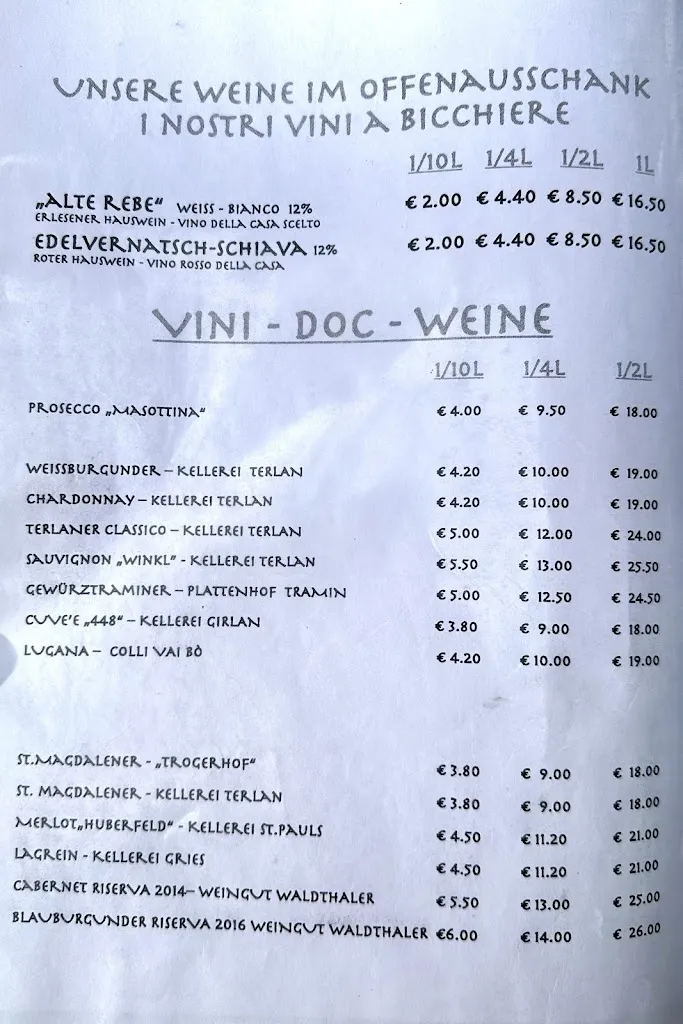 UNSERE WEINE IM OFFENAUSSCHANK
I NOSTRI VINI A BICCHIERE
1/10L 1/4L 1/2L 1L
„ALTE REBE“ WEISS - BIANCO 12% € 2.00 € 4.40 € 8.50 € 16.50
ERLESENER HAUSWEIN - VINO DELLA CASA SCELTO
EDELVERNATSCH-SCHIAVA 12% € 2.00 € 4.40 € 8.50 € 16.50
ROTER HAUSWEIN - VINO ROSSO DELLA CASA
VINI - DOC - WEINE
1/10L 1/4L 1/2L
PROSECCO „MASOTTINA“ € 4.00 € 9.50 € 18.00
WEISSBURGUNDER – KELLEREI TERLAN € 4.20 € 10.00 € 19.00
CHARDONNAY – KELLEREI TERLAN € 4.20 € 10.00 € 19.00
TERLANER CLASSICO – KELLEREI TERLAN € 5.00 € 12.00 € 24.00
SAUVIGNON „WINKL“ - KELLEREI TERLAN € 5.50 € 13.00 € 25.50
GEWÜRZTRAMINER – PLATTENHOF TRAMIN € 5.00 € 12.50 € 24.50
CUVE'E „448“ – KELLEREI GIRLAN € 3.80 € 9.00 € 18.00
LUGANA – COLLI VAI BÒ € 4.20 € 10.00 € 19.00
ST.MAGDALENER - „TROGERHOF“ € 3.80 € 9.00 € 18.00
ST. MAGDALENER - KELLEREI TERLAN € 3.80 € 9.00 € 18.00
MERLOT„HUBERFELD“ - KELLEREI ST.PAULS € 4.50 € 11.20 € 21.00
LAGREIN - KELLEREI GRIES € 4.50 € 11.20 € 21.00
CABERNET RISERVA 2014– WEINGUT WALDTHALER € 5.50 € 13.00 € 25.00
BLAUBURGUNDER RISERVA 2016 WEINGUT WALDTHALER €6.00 € 14.00 € 26.00